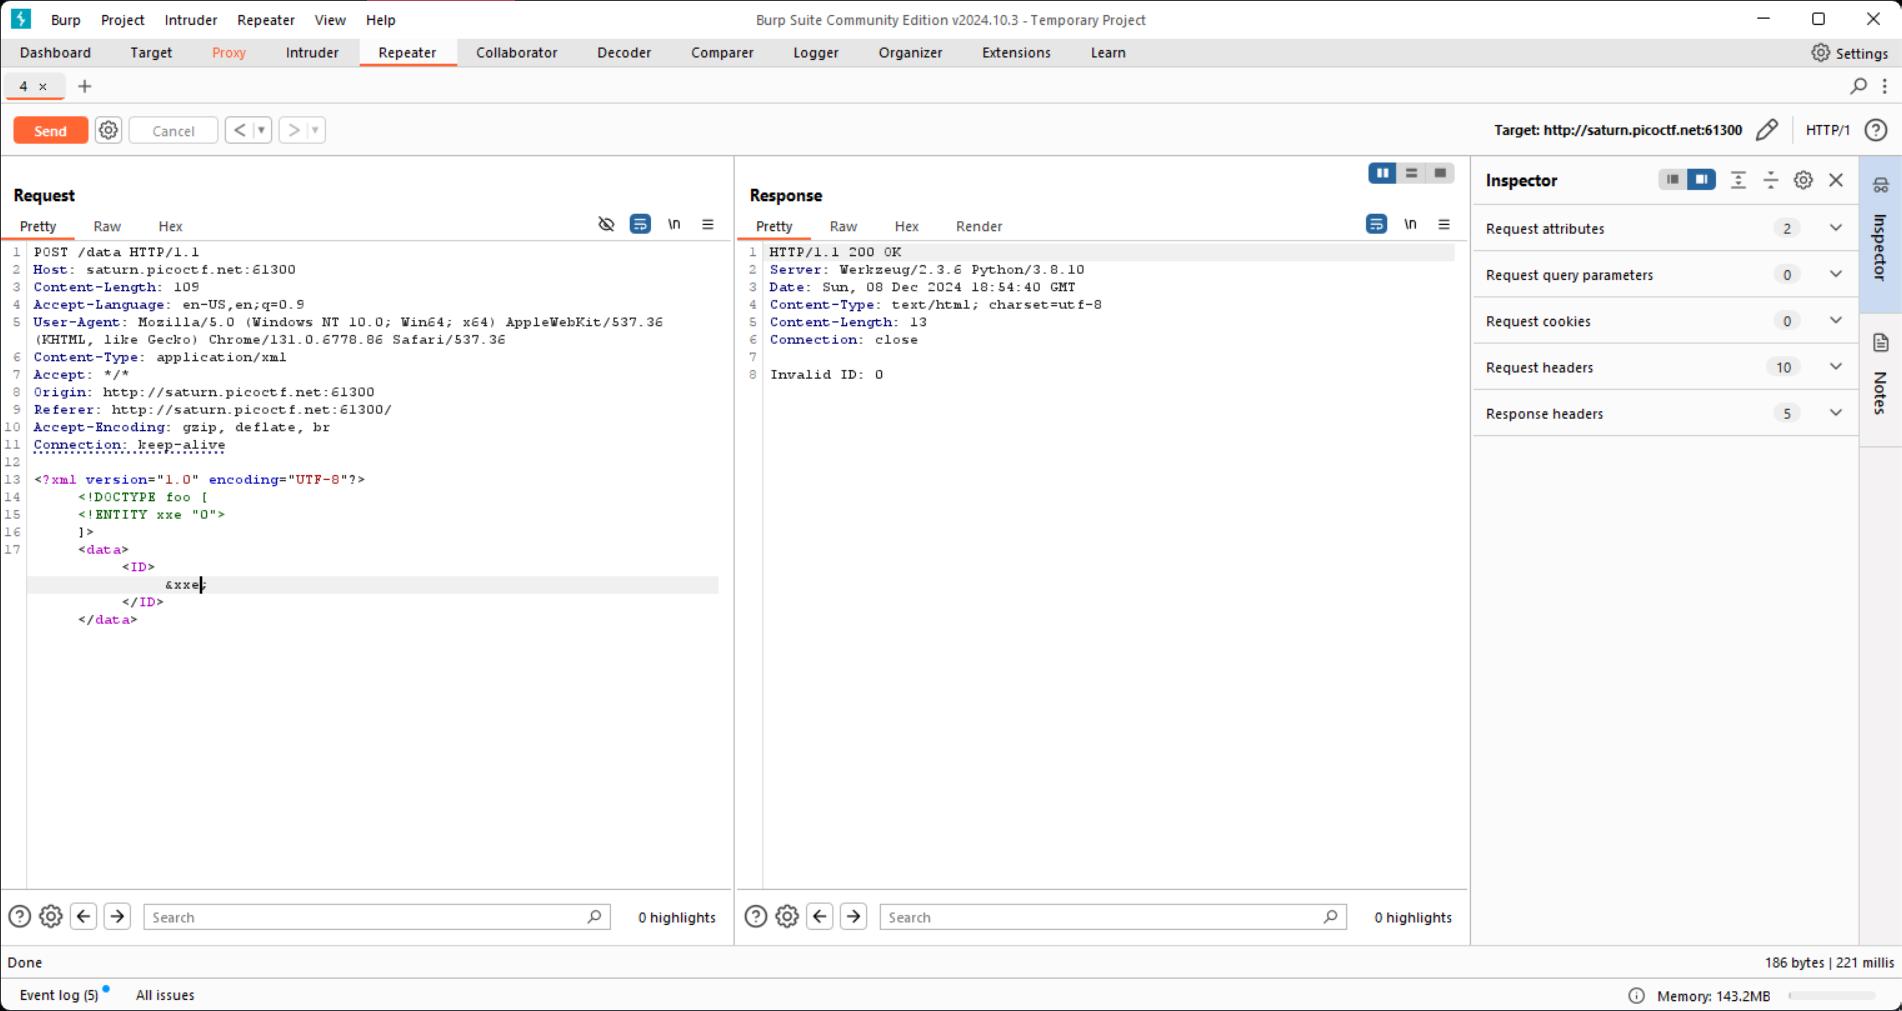 Burp Project Intruder Repeater View Help
Burp Suite Community Edition v2024.10.3 - Temporary Project
Dashboard Target Proxy Intruder Repeater Collaborator Decoder Comparer Logger Organizer Extensions Learn
Settings
4 × +
Send Cancel < >
Target: http://saturn.picoctf.net:61300 HTTP/1 ?
Request
Pretty Raw Hex \n
1 POST /data HTTP/1.1
2 Host: saturn.picoctf.net:61300
3 Content-Length: 109
4 Accept-Language: en-US,en;q=0.9
5 User-Agent: Mozilla/5.0 (Windows NT 10.0; Win64; x64) AppleWebKit/537.36
(KHTML, like Gecko) Chrome/131.0.6778.86 Safari/537.36
6 Content-Type: application/xml
7 Accept: */*
8 Origin: http://saturn.picoctf.net:61300
9 Referer: http://saturn.picoctf.net:61300/
10 Accept-Encoding: gzip, deflate, br
11 Connection: keep-alive
12
13 <?xml version="1.0" encoding="UTF-8"?>
14 <!DOCTYPE foo [
15 <!ENTITY xxe "0">
16 ]>
17 <data>
<ID>
&xxe;
</ID>
</data>
? Search 0 highlights
Response
Pretty Raw Hex Render \n
1 HTTP/1.1 200 OK
2 Server: Werkzeug/2.3.6 Python/3.8.10
3 Date: Sun, 08 Dec 2024 18:54:40 GMT
4 Content-Type: text/html; charset=utf-8
5 Content-Length: 13
6 Connection: close
7
8 Invalid ID: 0
? Search 0 highlights
Inspector
Request attributes 2
Request query parameters 0
Request cookies 0
Request headers 10
Response headers 5
Inspector
Notes
Done
186 bytes | 221 millis
Event log (5) All issues
Memory: 143.2MB